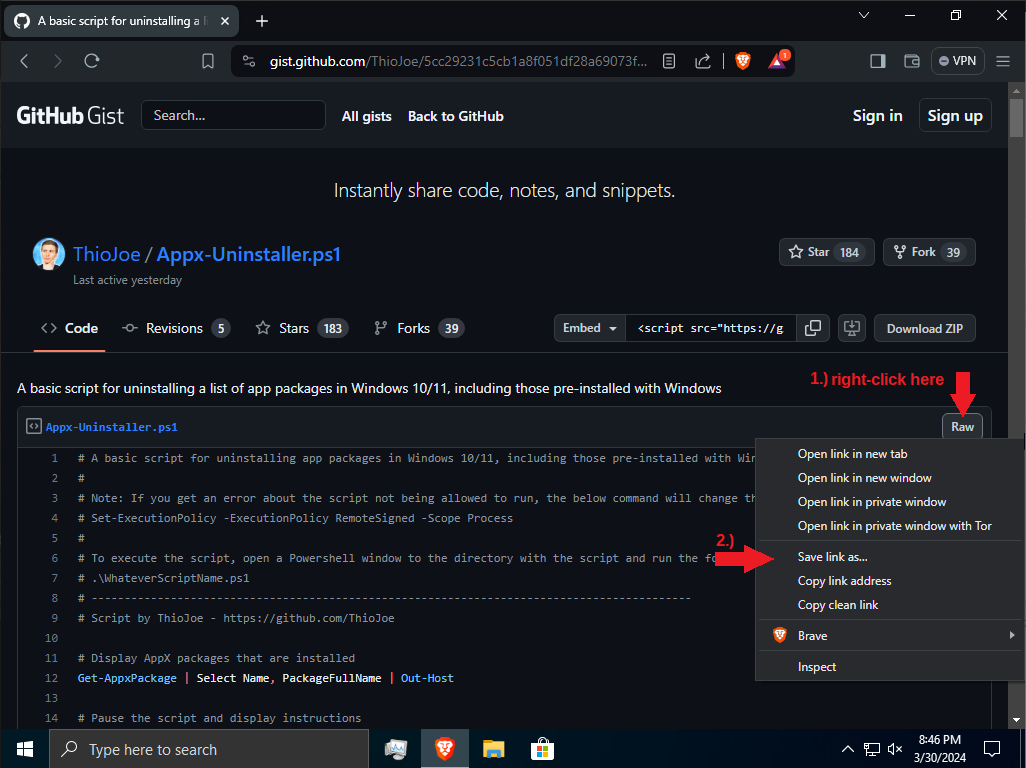 A basic script for uninstalling a
gist.github.com/ThioJoe/5cc29231c5cb1a8f051df28a69073f...
1
VPN
GitHub Gist
Search...
All gists
Back to GitHub
Sign in
Sign up
Instantly share code, notes, and snippets.
ThioJoe / Appx-Uninstaller.ps1
Last active yesterday
Star 184
Fork 39
Code
Revisions 5
Stars 183
Forks 39
Embed
<script src="https://g
Download ZIP
A basic script for uninstalling a list of app packages in Windows 10/11, including those pre-installed with Windows
1.) right-click here
Appx-Uninstaller.ps1
Raw
1 # A basic script for uninstalling app packages in Windows 10/11, including those pre-installed with Win
2 #
3 # Note: If you get an error about the script not being allowed to run, the below command will change th
4 # Set-ExecutionPolicy -ExecutionPolicy RemoteSigned -Scope Process
5 #
6 # To execute the script, open a Powershell window to the directory with the script and run the fo
7 # .\WhateverScriptName.ps1
8 # -------------------------------------------------------------------------------------------
9 # Script by ThioJoe - https://github.com/ThioJoe
10
11 # Display AppX packages that are installed
12 Get-AppxPackage | Select Name, PackageFullName | Out-Host
13
14 # Pause the script and display instructions
Open link in new tab
Open link in new window
Open link in private window
Open link in private window with Tor
2.)
Save link as...
Copy link address
Copy clean link
Brave
Inspect
Type here to search
8:46 PM
3/30/2024